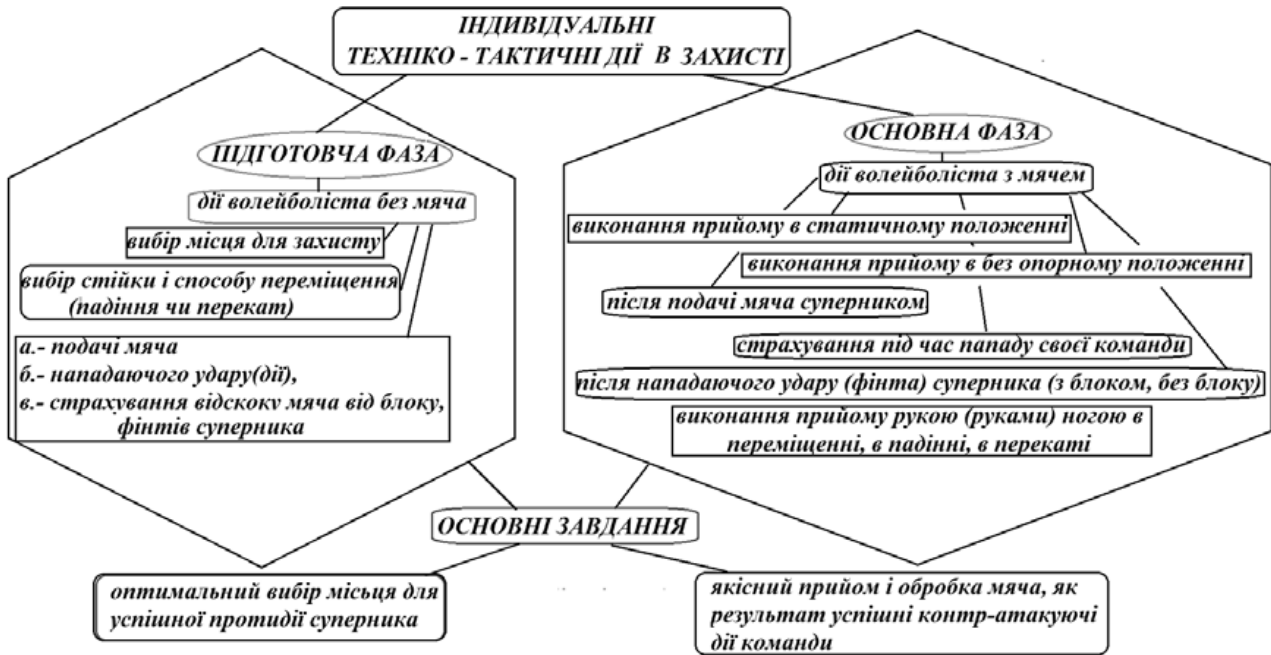 ІНДИВІДУАЛЬНІ
ТЕХНІКО - ТАКТИЧНІ ДІЇ В ЗАХИСТІ
ПІДГОТОВЧА ФАЗА
дії волейболіста без мяча
вибір місця для захисту
вибір стійки і способу переміщення
(падіння чи перекат)
а.- подачі мяча
б.- нападаючого удару(дії),
в.- страхування відскоку мяча від блоку,
фінтів суперника
ОСНОВНА ФАЗА
дії волейболіста з мячем
виконання прийому в статичному положенні
виконання прийому в без опорному положенні
після подачі мяча суперником
страхування під час нападу своєї команди
після нападаючого удару (фінта) суперника (з блоком, без блоку)
виконання прийому рукою (руками) ногою в
переміщенні, в падінні, в перекаті
ОСНОВНІ ЗАВДАННЯ
оптимальний вибір місьця для
успішної протидії суперника
якісний прийом і обробка мяча, як
результат успішні контр-атакуючі
дії команди